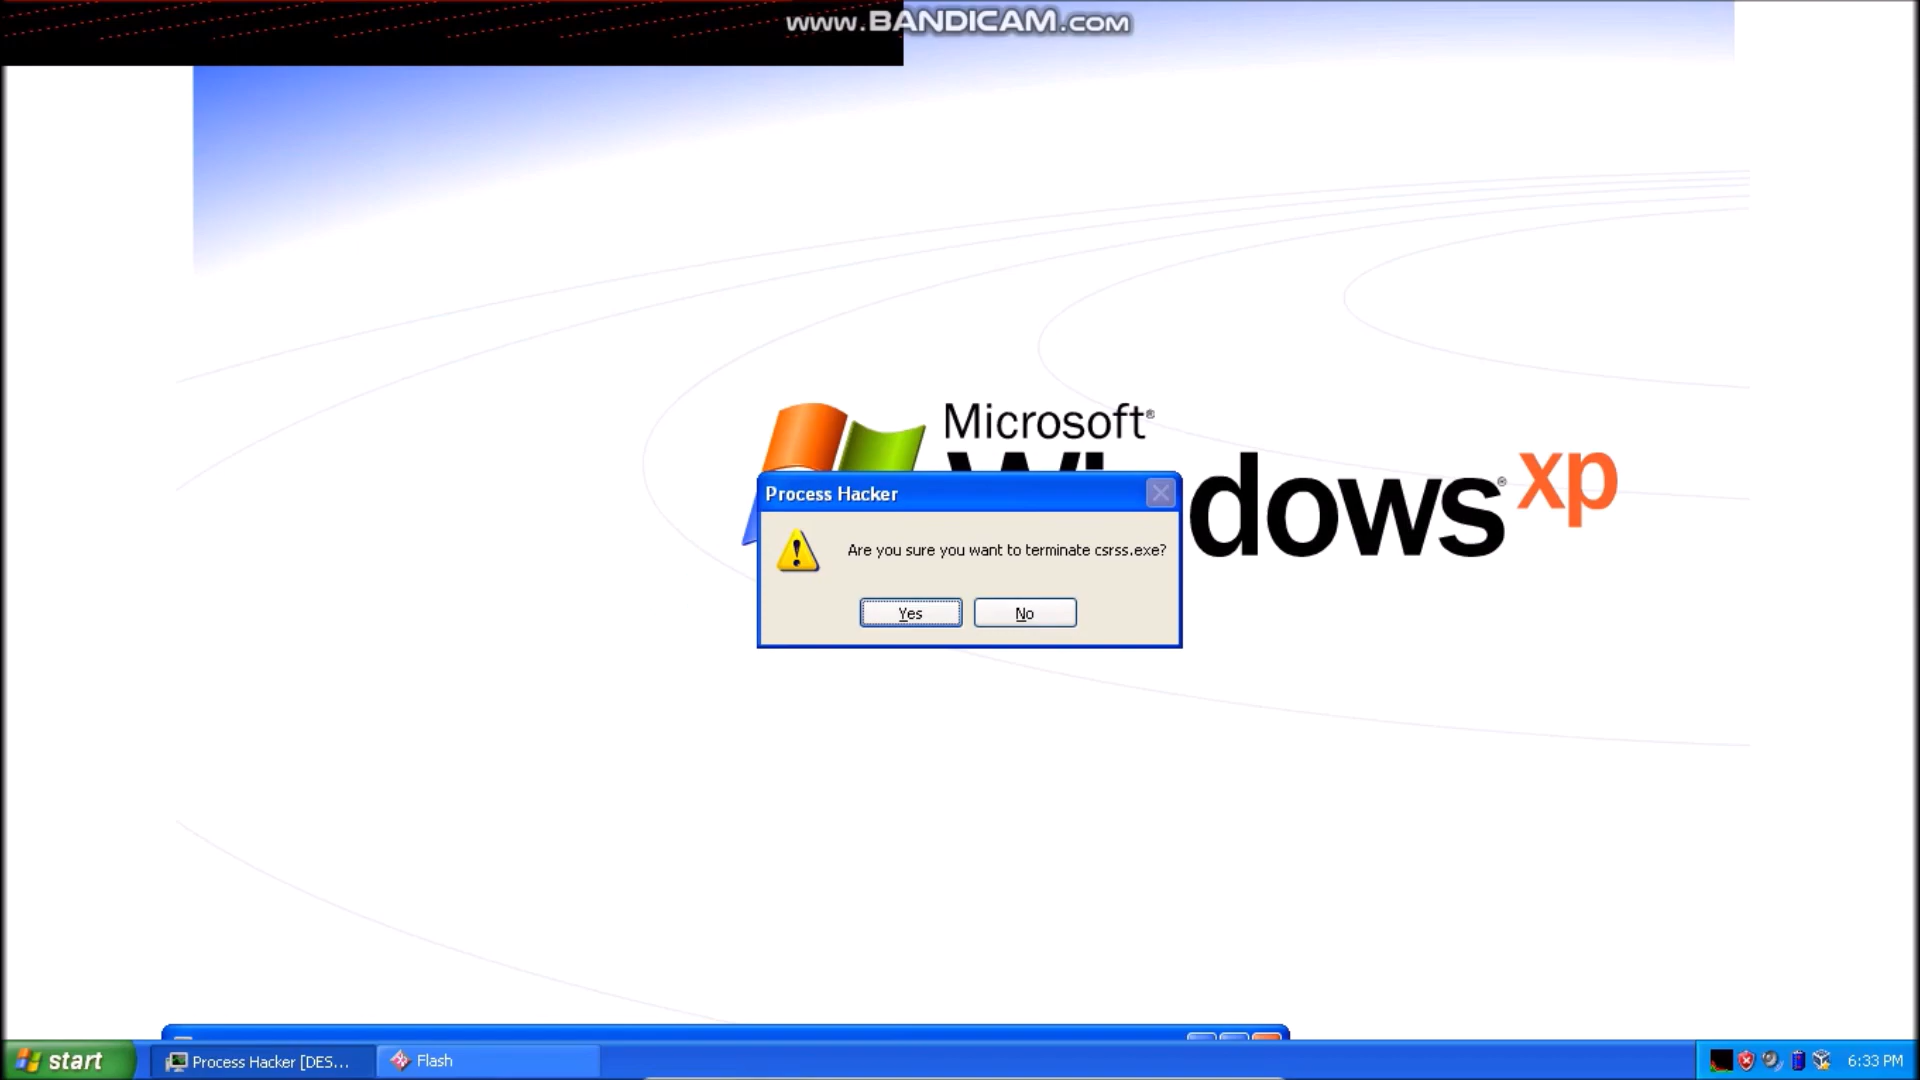 www.BANDICAM.com
Microsoft®
dows® xp
Process Hacker
Are you sure you want to terminate csrss.exe?
Yes No
start
Process Hacker [DES...
Flash
6:33 PM